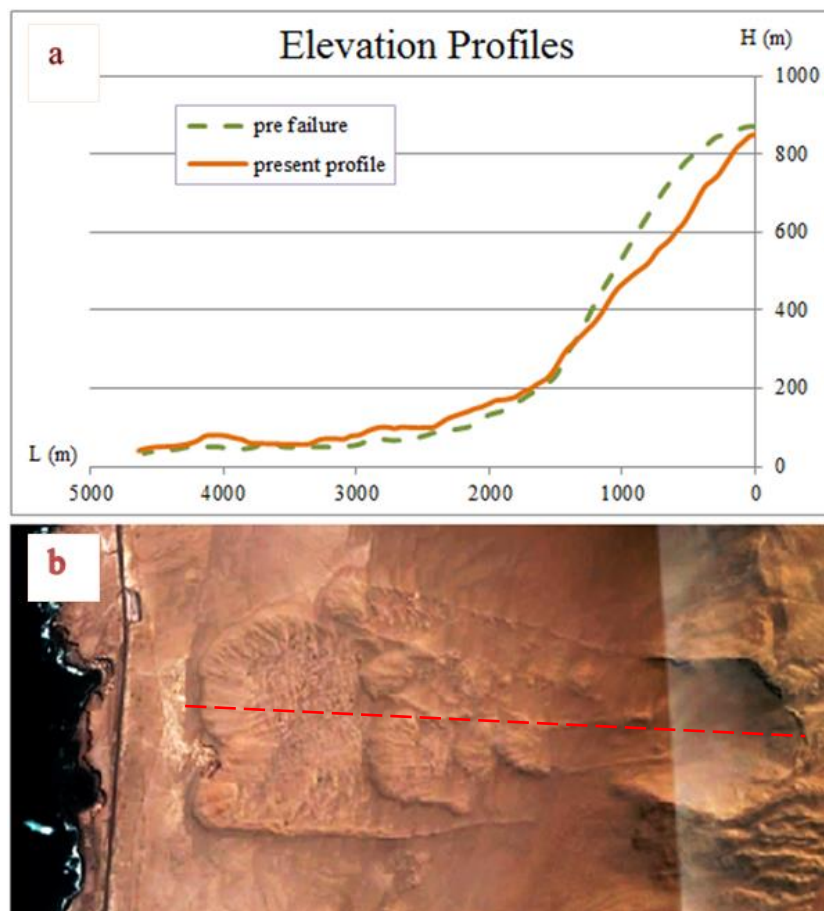 a
Elevation Profiles
H (m)
pre failure
present profile
1000
800
600
400
200
0
L (m)
5000 4000 3000 2000 1000 0
b